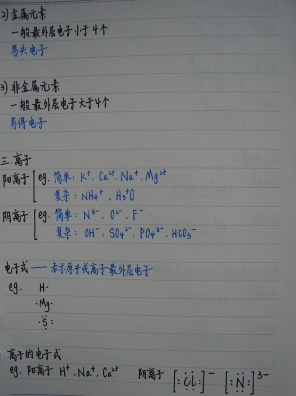 2) 金属元素
一般最外层电子小于4个
易失电子
3) 非金属元素
一般最外层电子大于4个
易得电子
三.离子
阳离子 [ eg. 简单: K⁺. Ca²⁺. Na⁺. Mg²⁺
复杂: NH₄⁺. H₃⁺O
阴离子 [ eg. 简单: N³⁻. O²⁻. F⁻
复杂: OH⁻. SO₄²⁻. PO₄³⁻. HCO₃⁻
电子式 —— 表示原子或离子最外层电子
eg. H·
·Mg·
·S:
离子的电子式
eg. 阳离子 H⁺. Na⁺. Ca²⁺ 阴离子 [:Cl:]⁻ [:N:]³⁻